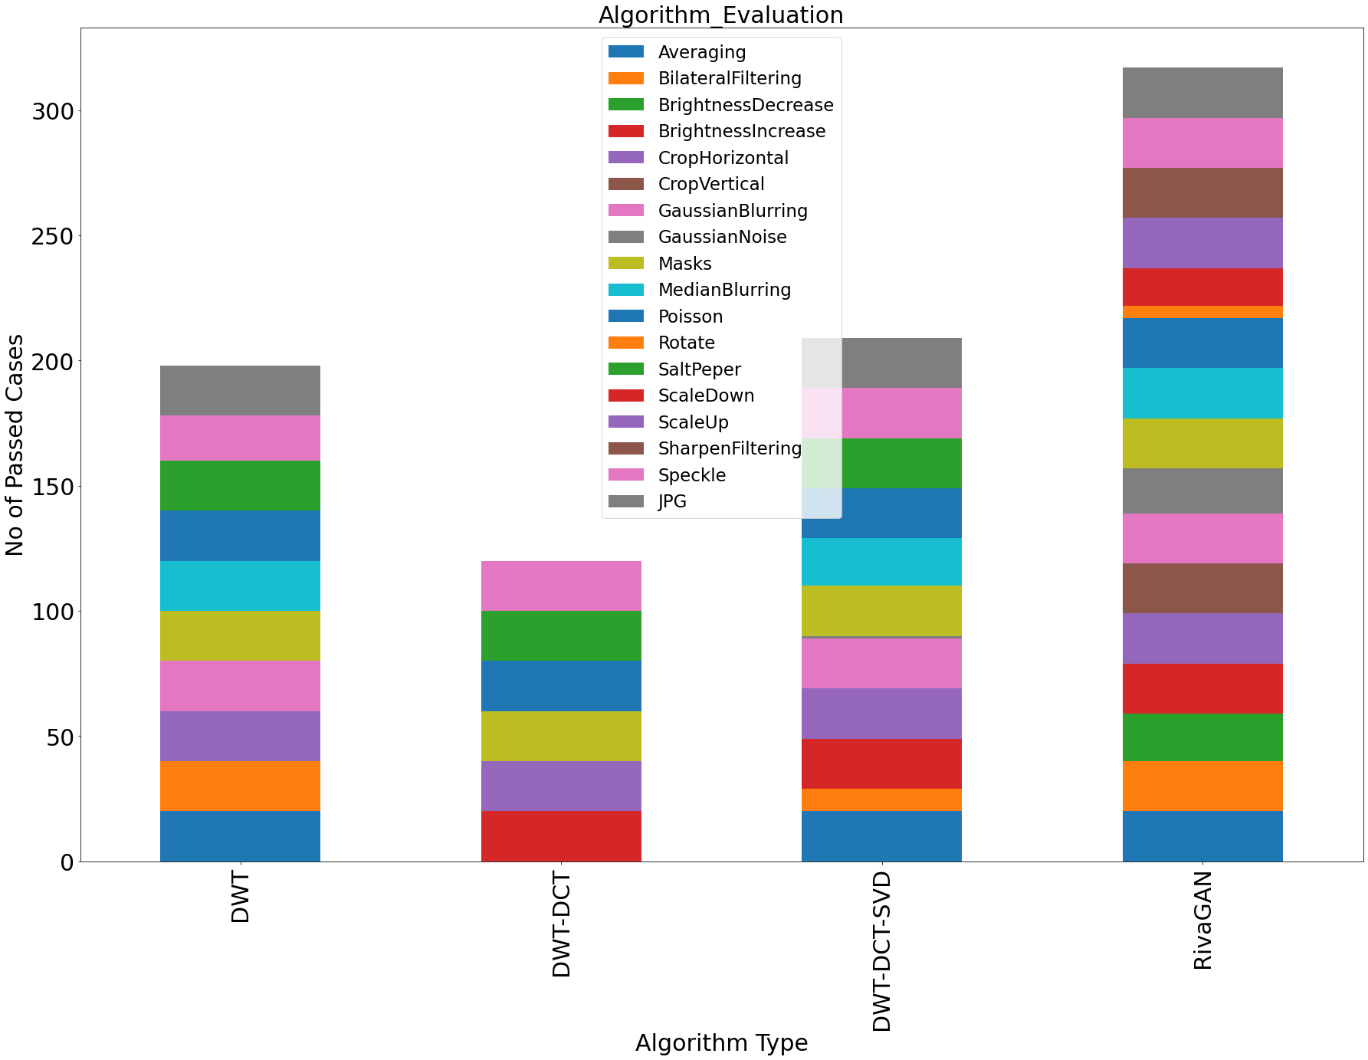 Algorithm_Evaluation
Averaging
BilateralFiltering
BrightnessDecrease
BrightnessIncrease
CropHorizontal
CropVertical
GaussianBlurring
GaussianNoise
Masks
MedianBlurring
Poisson
Rotate
SaltPeper
ScaleDown
ScaleUp
SharpenFiltering
Speckle
JPG
No of Passed Cases
300
250
200
150
100
50
0
DWT
DWT-DCT
DWT-DCT-SVD
RivaGAN
Algorithm Type